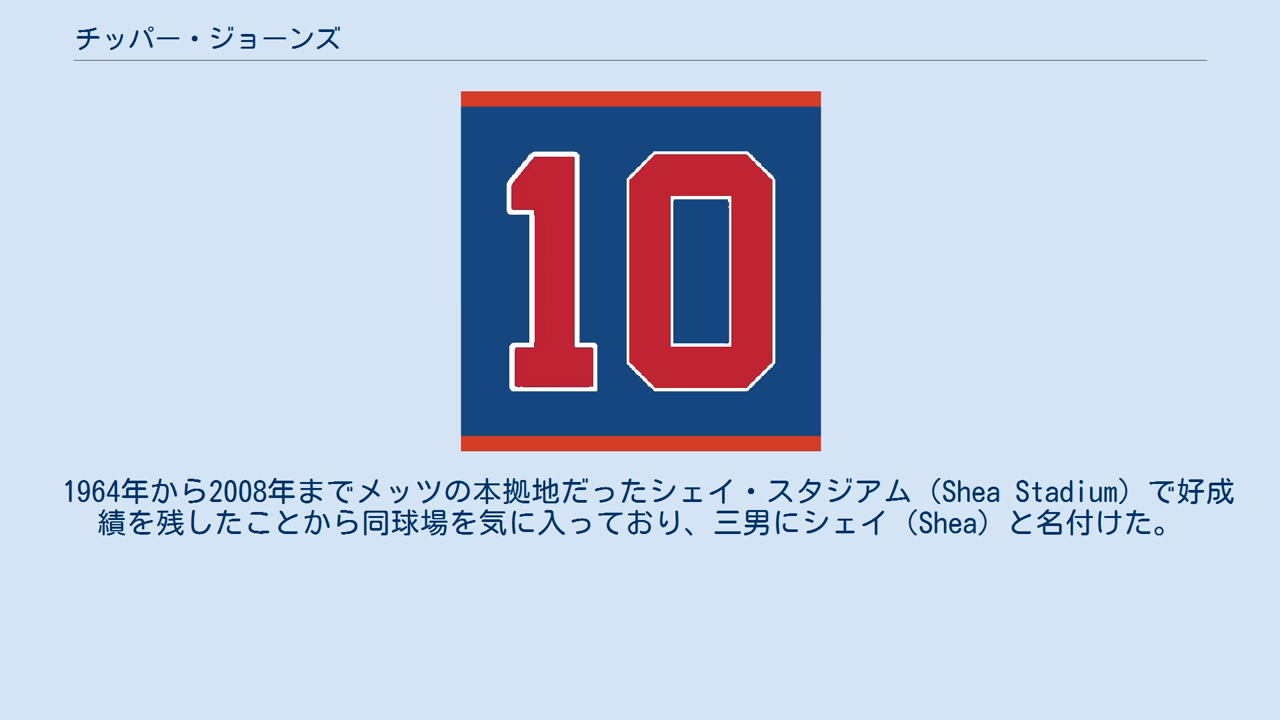 チッパー・ジョーンズ
10
1964年から2008年までメッツの本拠地だったシェイ・スタジアム（Shea Stadium）で好成
績を残したことから同球場を気に入っており、三男にシェイ（Shea）と名付けた。